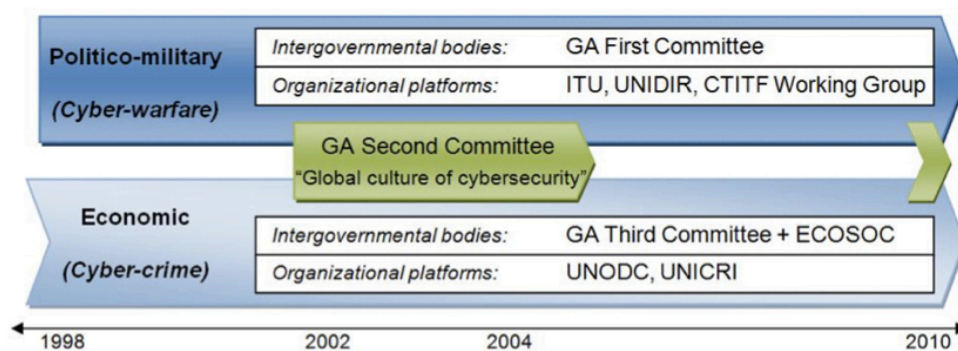 Politico-military
(Cyber-warfare)
Intergovernmental bodies: GA First Committee
Organizational platforms: ITU, UNIDIR, CTITF Working Group
GA Second Committee
"Global culture of cybersecurity"
Economic
(Cyber-crime)
Intergovernmental bodies: GA Third Committee + ECOSOC
Organizational platforms: UNODC, UNICRI
1998 2002 2004 2010